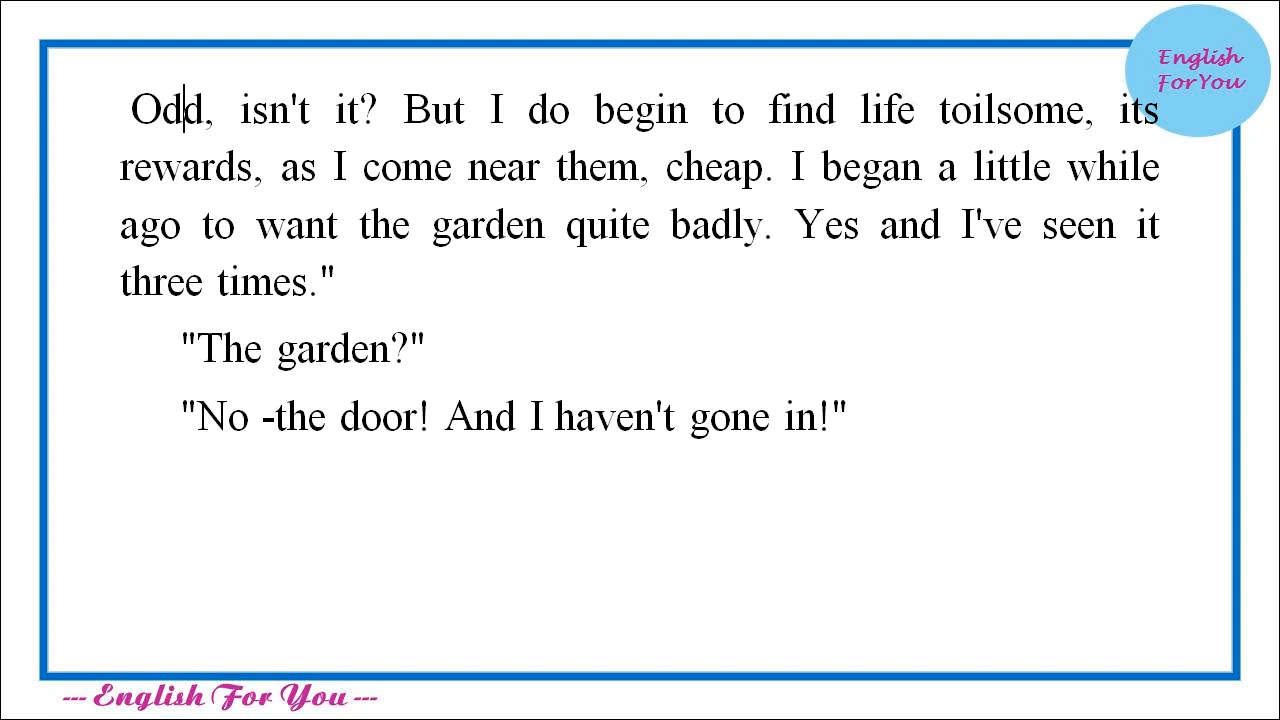 English
ForYou
Odd, isn't it? But I do begin to find life toilsome, its
rewards, as I come near them, cheap. I began a little while
ago to want the garden quite badly. Yes and I've seen it
three times."
"The garden?"
"No -the door! And I haven't gone in!"
--- English For You ---